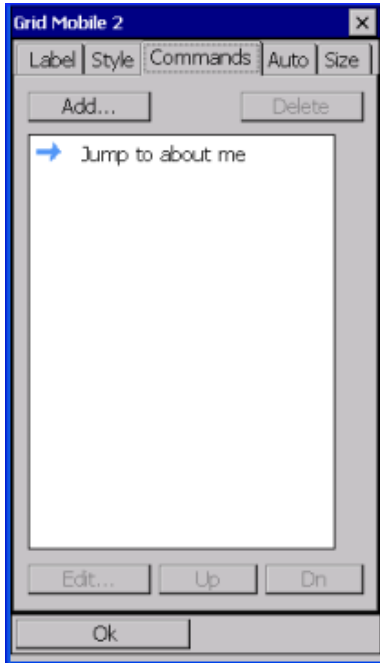 Grid Mobile 2
Label Style Commands Auto Size
Add... Delete
Jump to about me
Edit... Up Dn
Ok